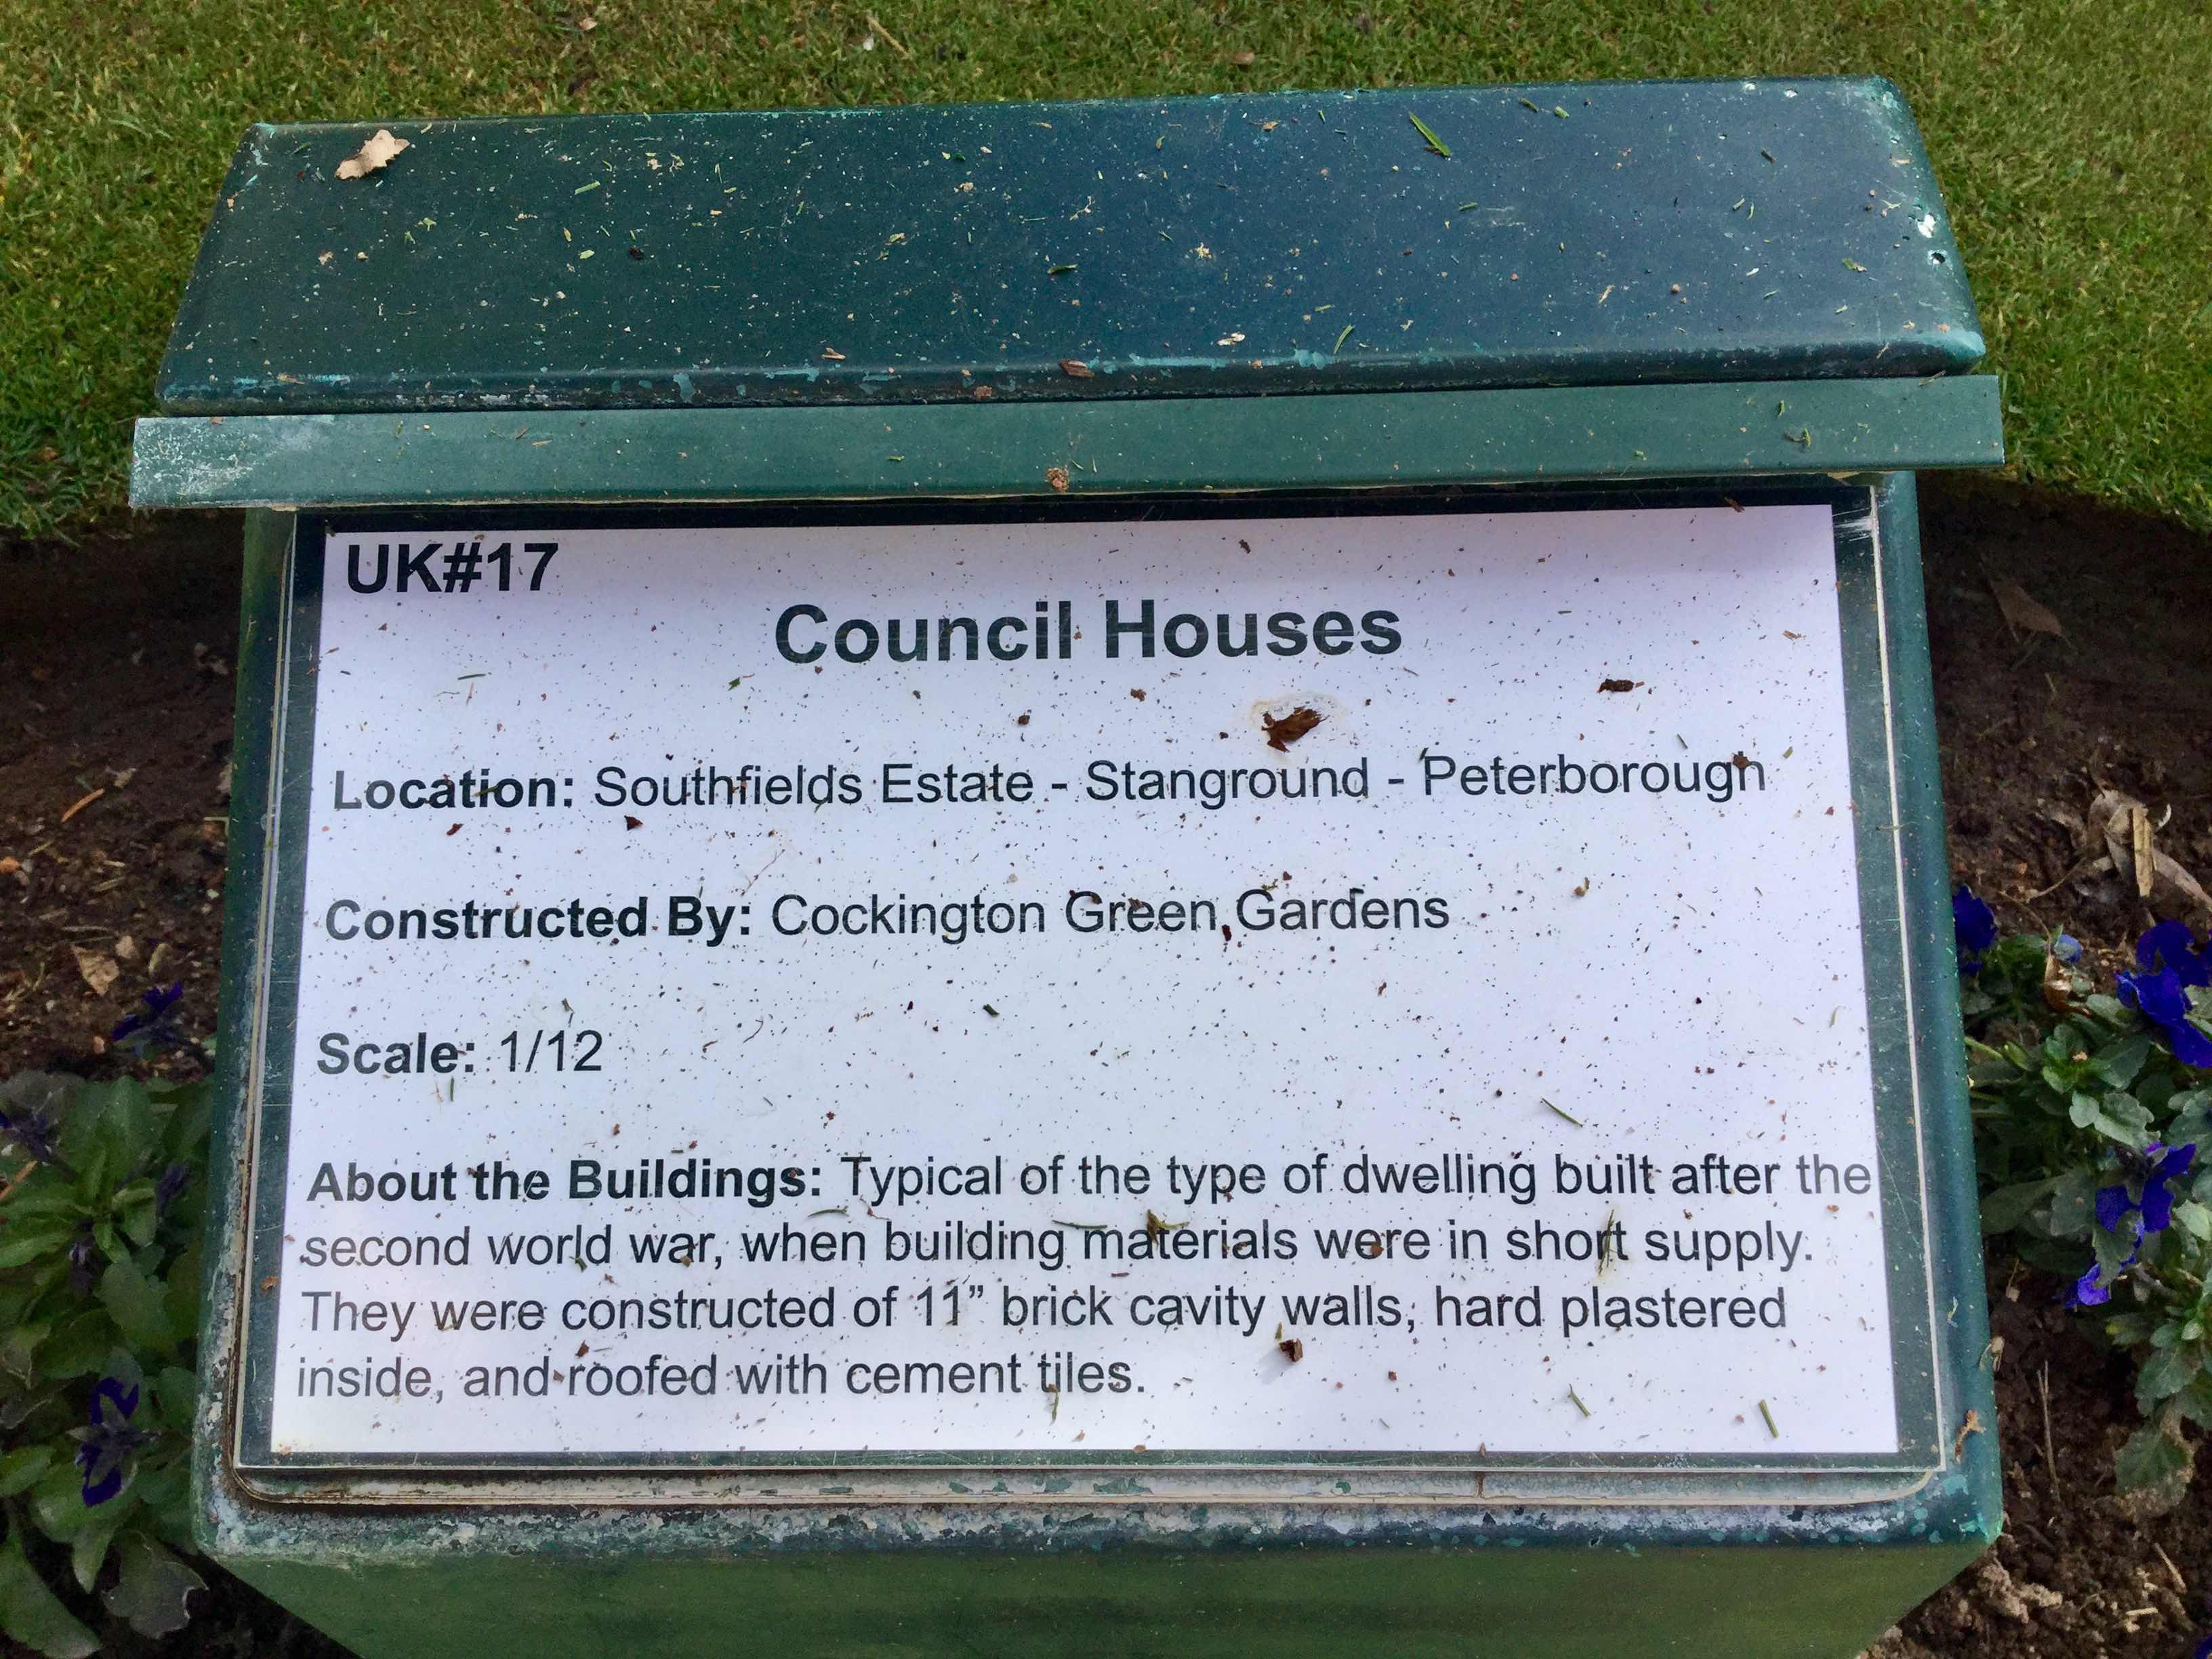 UK#17
Council Houses
Location: Southfields Estate - Stanground - Peterborough
Constructed By: Cockington Green Gardens
Scale: 1/12
About the Buildings: Typical of the type of dwelling built after the
second world war, when building materials were in short supply.
They were constructed of 11” brick cavity walls, hard plastered
inside, and roofed with cement tiles.